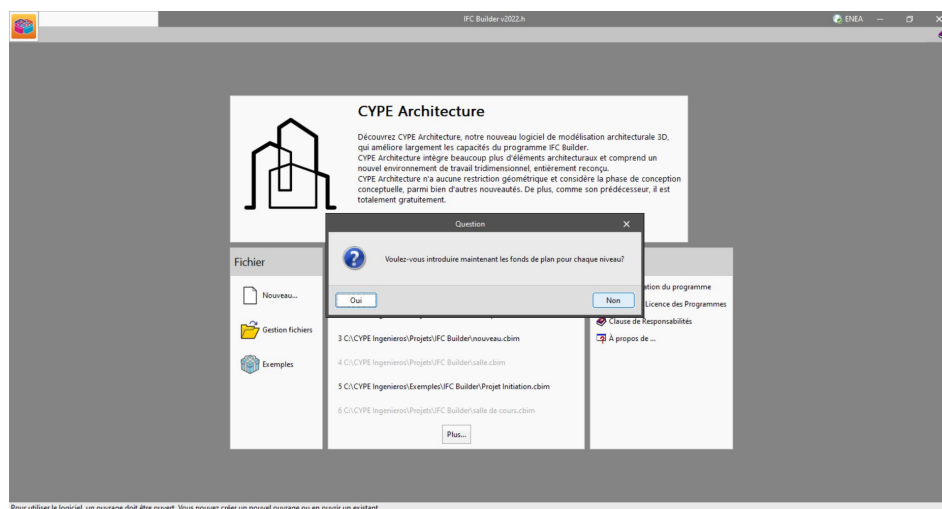 IFC Builder v2022.h
ENEA
CYPE Architecture
Découvrez CYPE Architecture, notre nouveau logiciel de modélisation architecturale 3D,
qui améliore largement les capacités du programme IFC Builder.
CYPE Architecture intègre beaucoup plus d'éléments architecturaux et comprend un
nouvel environnement de travail tridimensionnel, entièrement reconçu.
CYPE Architecture n'a aucune restriction géométrique et considère la phase de conception
conceptuelle, parmi bien d'autres nouveautés. De plus, comme son prédécesseur, il est
totalement gratuitement.
Question
Voulez-vous introduire maintenant les fonds de plan pour chaque niveau?
Oui
Non
Fichier
Nouveau...
Gestion fichiers
Exemples
3 C:\CYPE Ingenieros\Projets\IFC Builder\nouveau.cbim
4 C:\CYPE Ingenieros\Projets\IFC Builder\salle.cbim
5 C:\CYPE Ingenieros\Exemples\IFC Builder\Projet Initiation.cbim
6 C:\CYPE Ingenieros\Projets\IFC Builder\salle de cours.cbim
Plus...
ation du programme
Licence des Programmes
Clause de Responsabilités
À propos de ...
Pour utiliser le logiciel, un ouvrage doit être ouvert. Vous pouvez créer un nouvel ouvrage ou en ouvrir un existant.